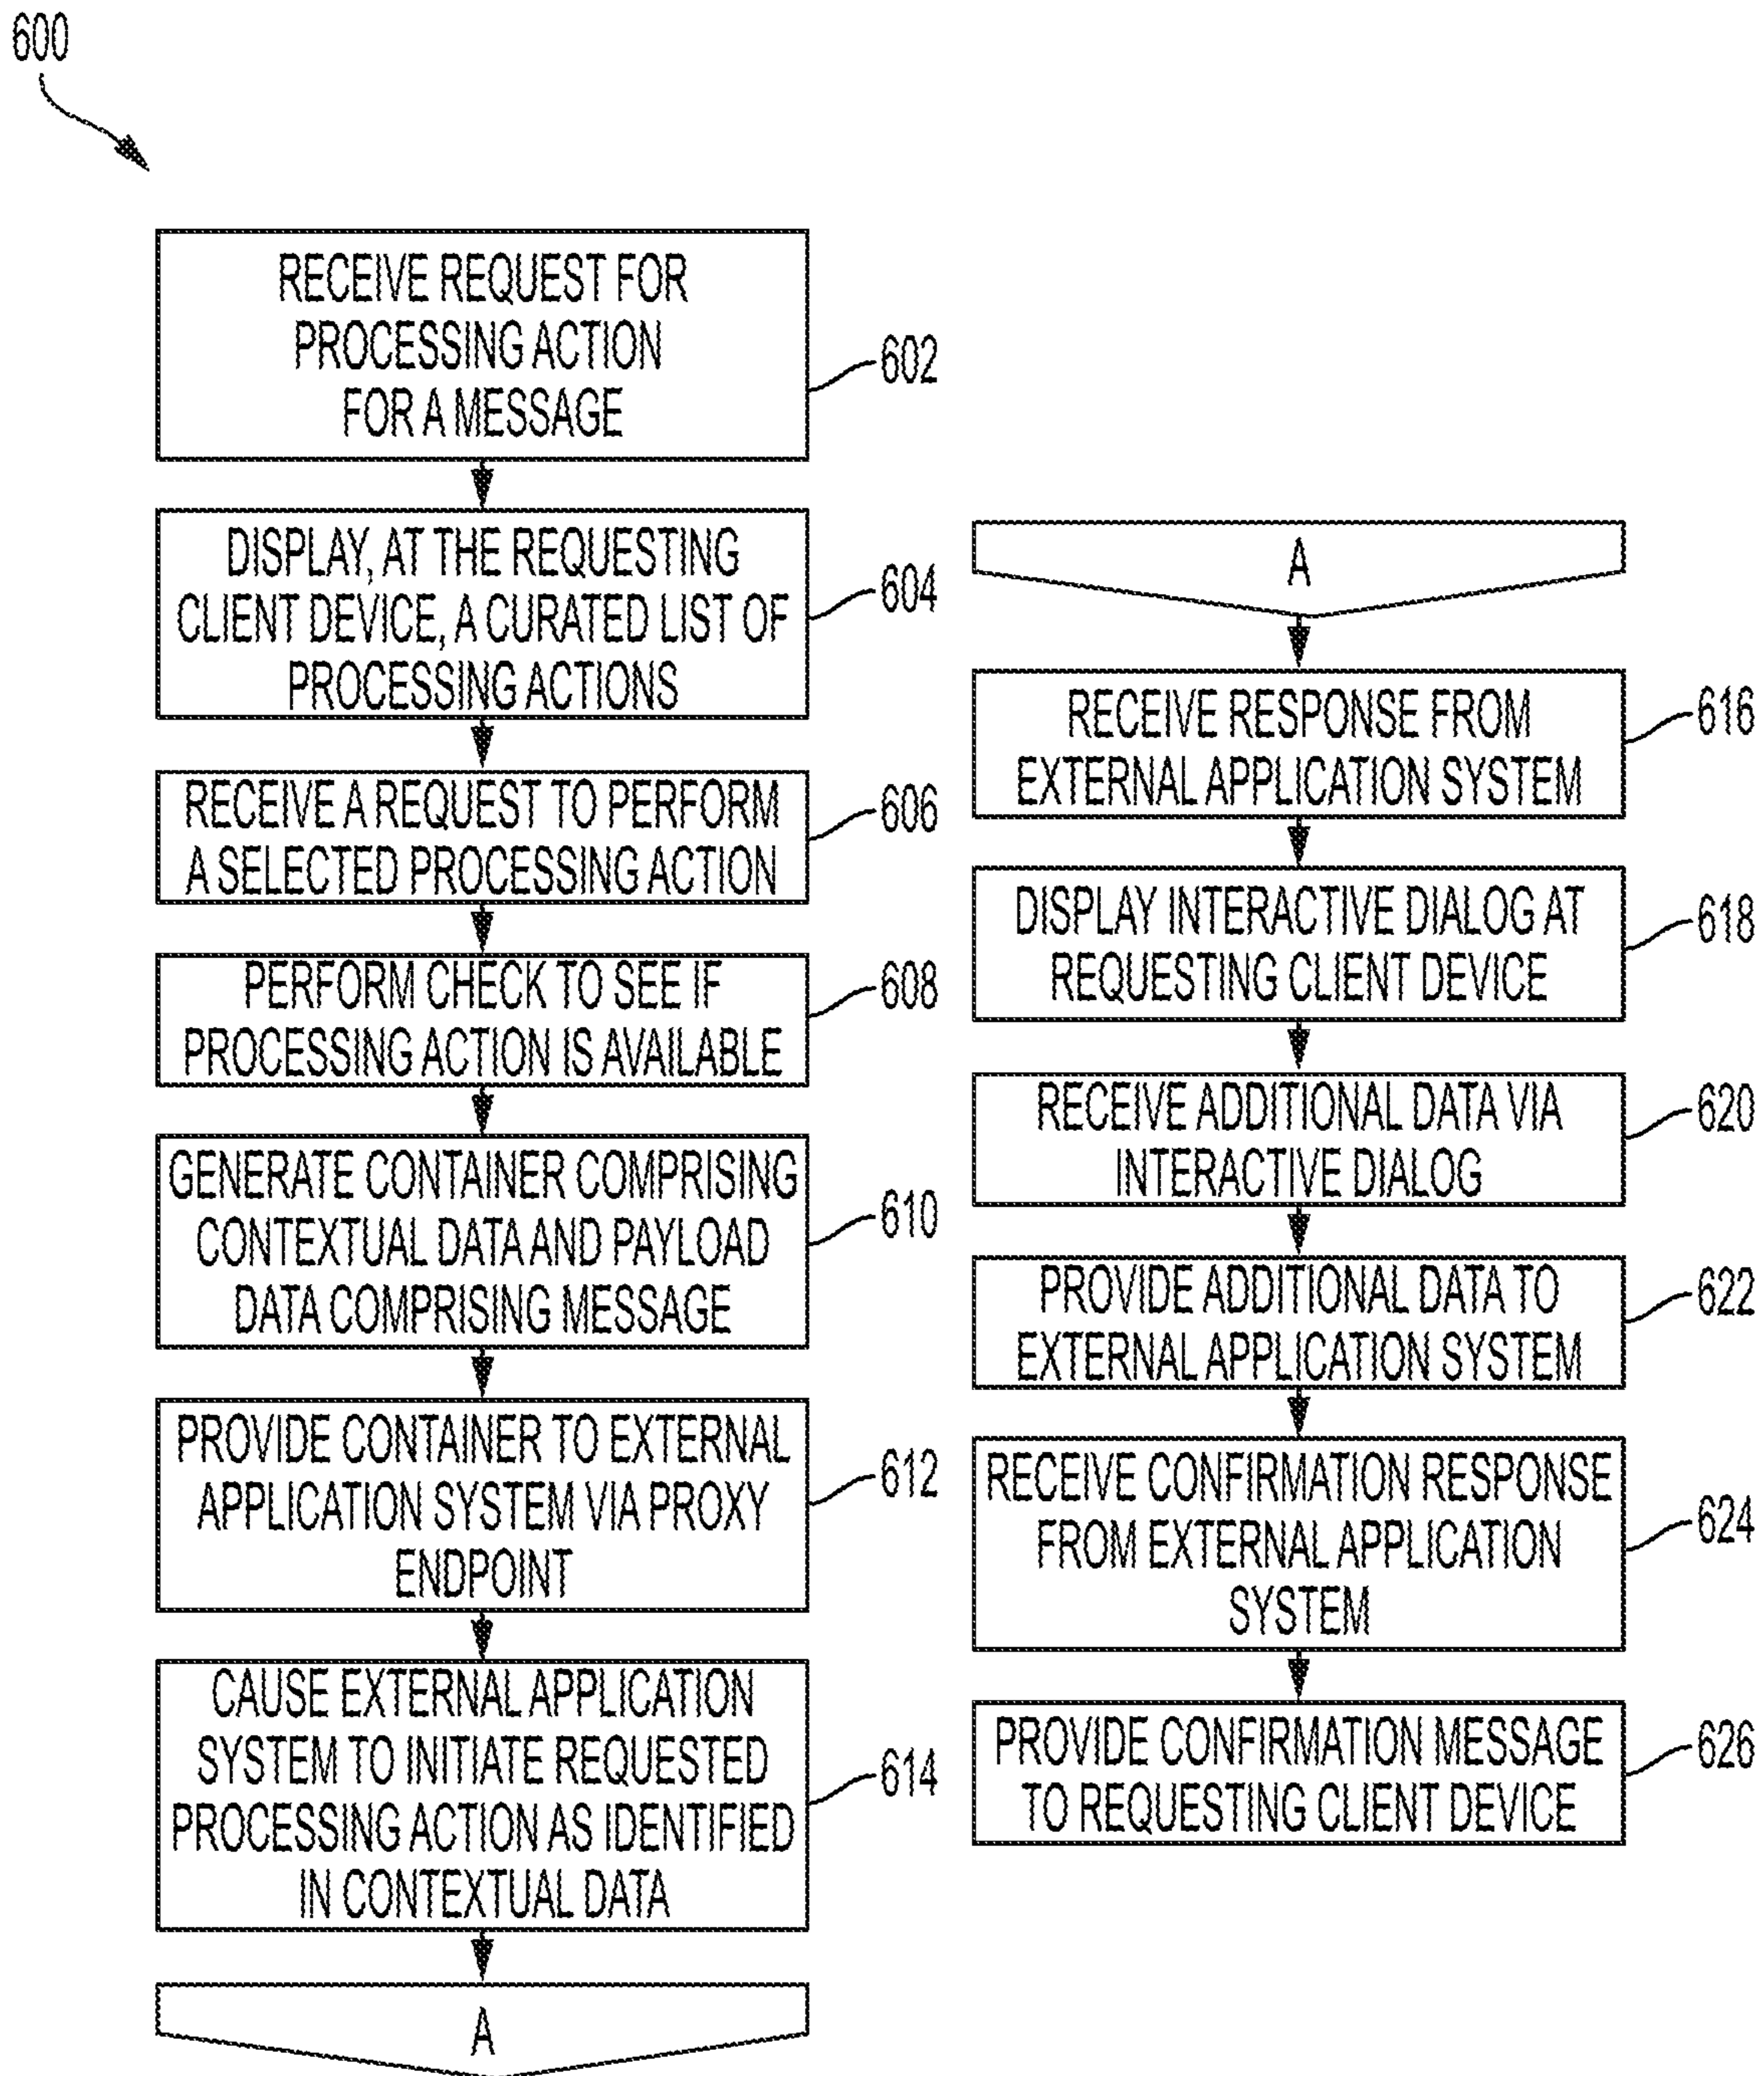 600
RECEIVE REQUEST FOR
PROCESSING ACTION
FOR A MESSAGE
602
DISPLAY, AT THE REQUESTING
CLIENT DEVICE, A CURATED LIST OF
PROCESSING ACTIONS
604
RECEIVE A REQUEST TO PERFORM
A SELECTED PROCESSING ACTION
606
PERFORM CHECK TO SEE IF
PROCESSING ACTION IS AVAILABLE
608
GENERATE CONTAINER COMPRISING
CONTEXTUAL DATA AND PAYLOAD
DATA COMPRISING MESSAGE
610
PROVIDE CONTAINER TO EXTERNAL
APPLICATION SYSTEM VIA PROXY
ENDPOINT
612
CAUSE EXTERNAL APPLICATION
SYSTEM TO INITIATE REQUESTED
PROCESSING ACTION AS IDENTIFIED
IN CONTEXTUAL DATA
614
A
A
RECEIVE RESPONSE FROM
EXTERNAL APPLICATION SYSTEM
616
DISPLAY INTERACTIVE DIALOG AT
REQUESTING CLIENT DEVICE
618
RECEIVE ADDITIONAL DATA VIA
INTERACTIVE DIALOG
620
PROVIDE ADDITIONAL DATA TO
EXTERNAL APPLICATION SYSTEM
622
RECEIVE CONFIRMATION RESPONSE
FROM EXTERNAL APPLICATION
SYSTEM
624
PROVIDE CONFIRMATION MESSAGE
TO REQUESTING CLIENT DEVICE
626